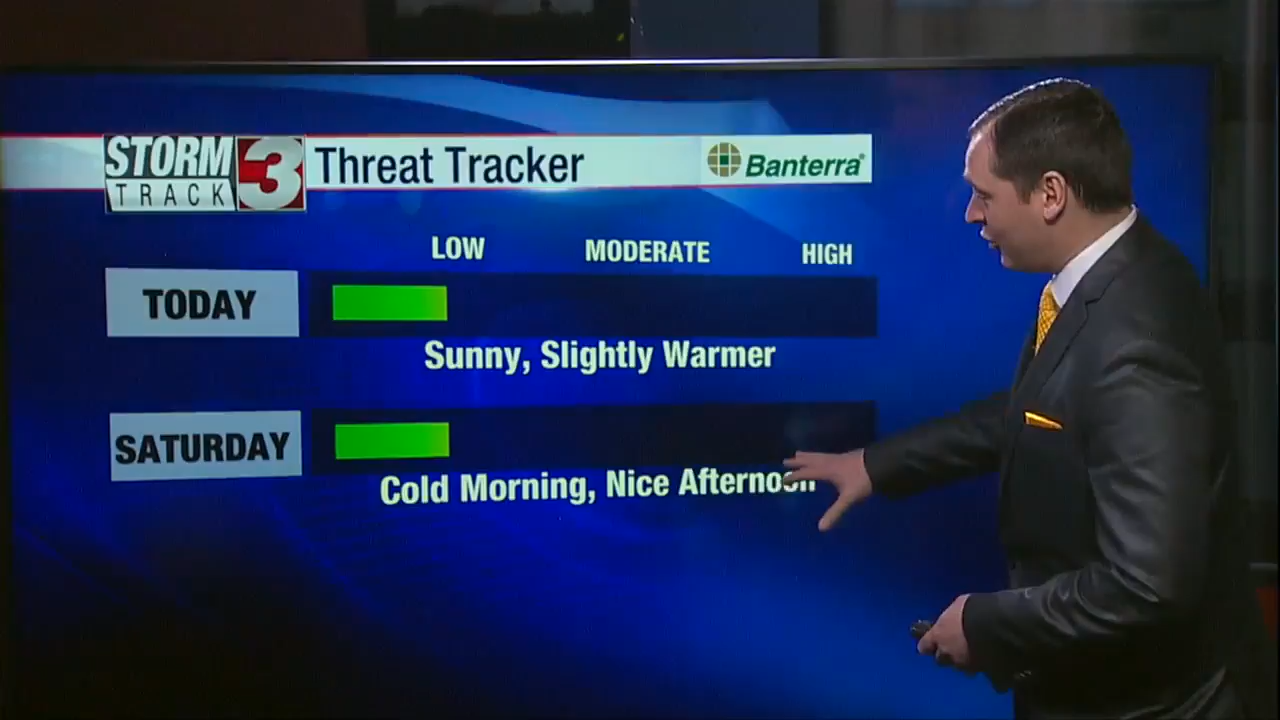 STORM
TRACK
3
Threat Tracker
Banterra
LOW MODERATE HIGH
TODAY
Sunny, Slightly Warmer
SATURDAY
Cold Morning, Nice Afternoon